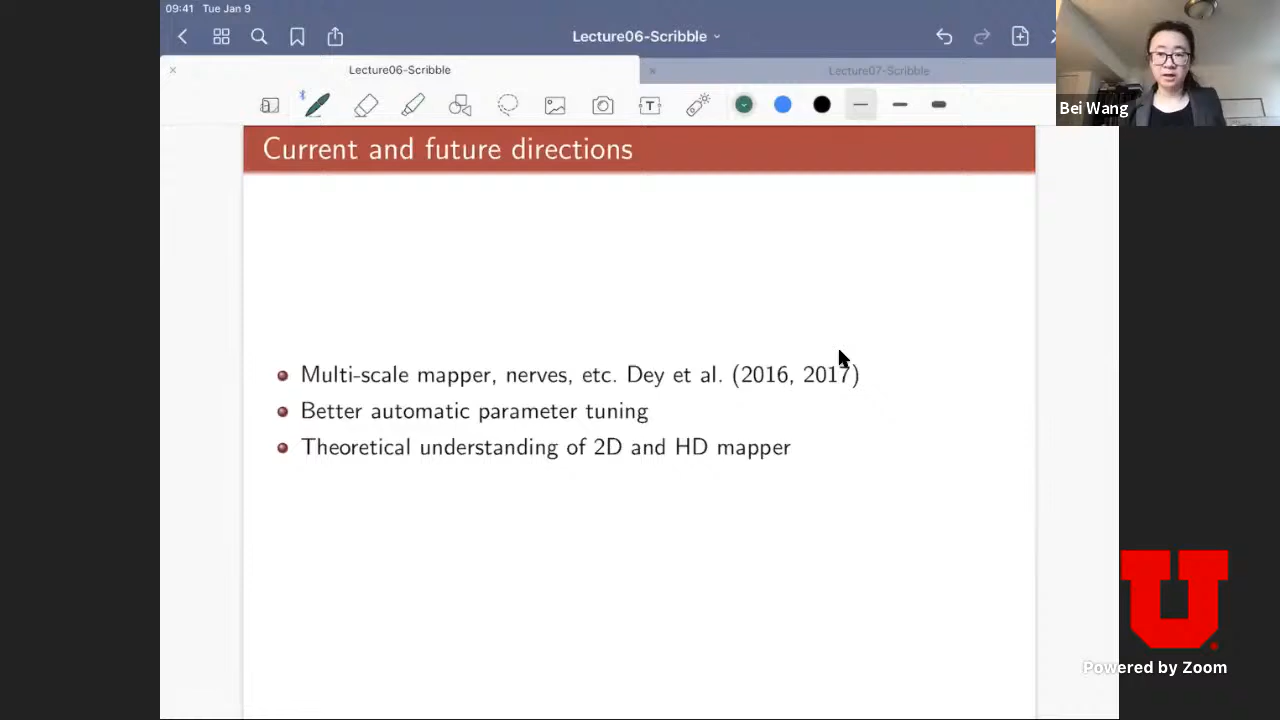 09:41 Tue Jan 9
Lecture06-Scribble
Lecture06-Scribble
Lecture07-Scribble
T
Bei Wang
Current and future directions
Multi-scale mapper, nerves, etc. Dey et al. (2016, 2017)
Better automatic parameter tuning
Theoretical understanding of 2D and HD mapper
U
Powered by Zoom